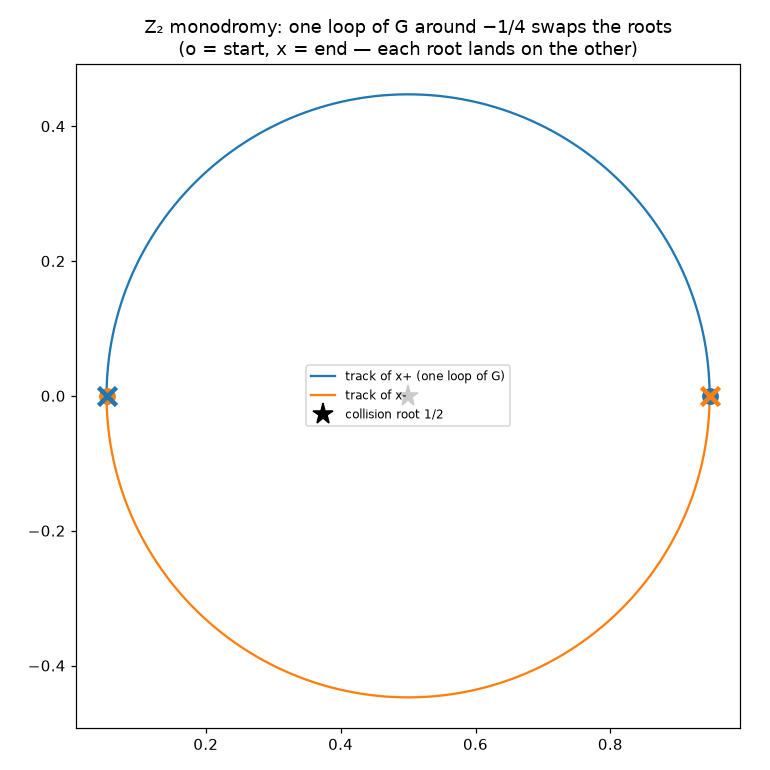 Z₂ monodromy: one loop of G around −1/4 swaps the roots
(o = start, x = end — each root lands on the other)
0.4
0.2
0.0
−0.2
−0.4
track of x+ (one loop of G)
track of x-
collision root 1/2
0.2 0.4 0.6 0.8